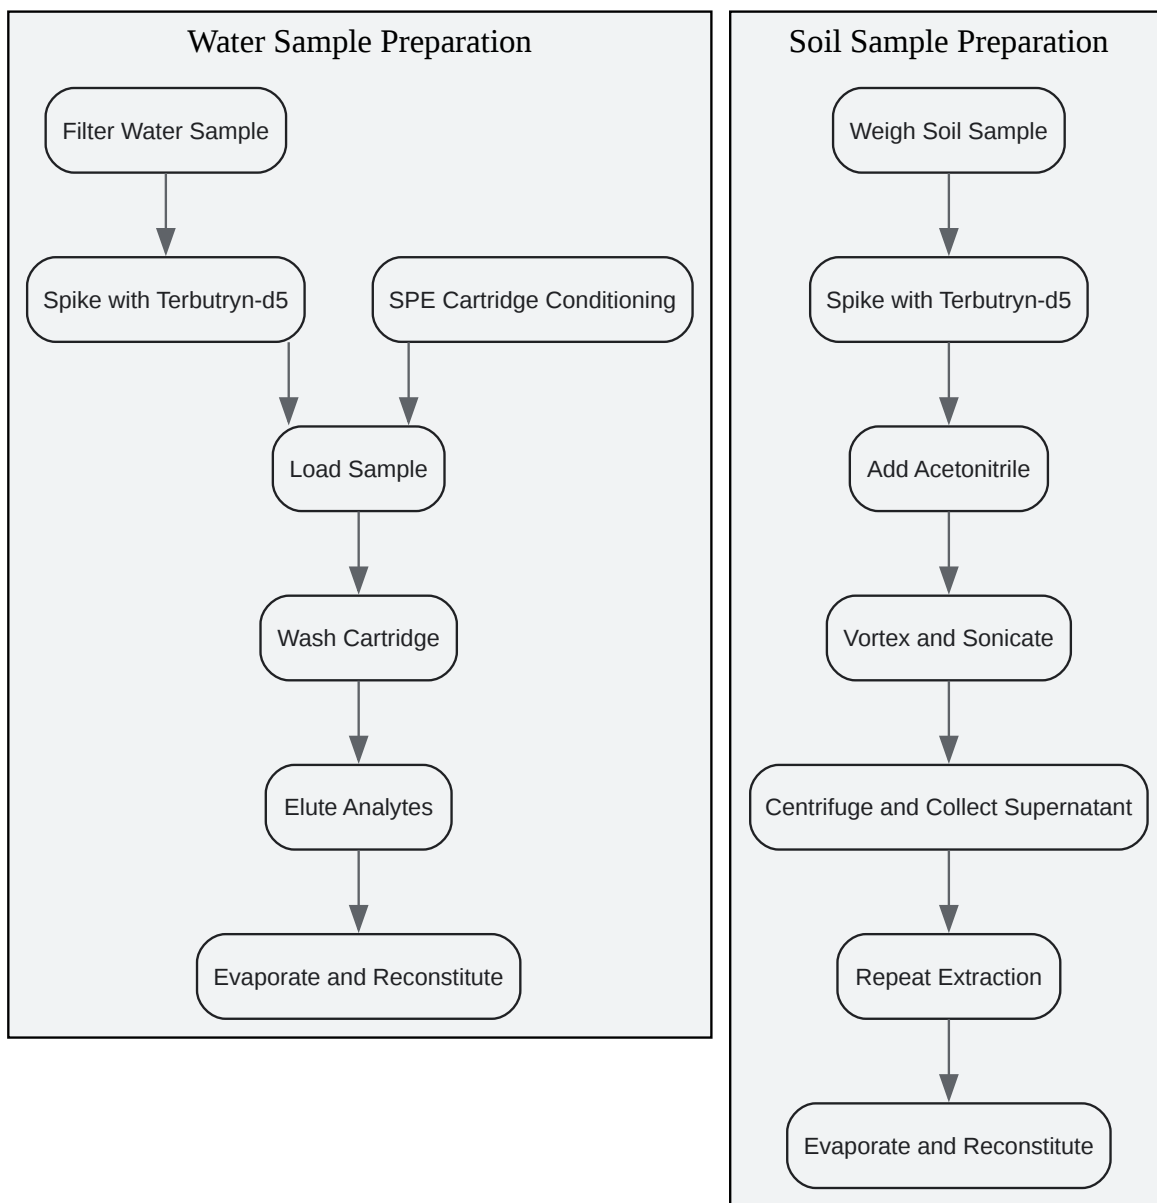 Water Sample Preparation
Filter Water Sample
Spike with Terbutryn-d5
SPE Cartridge Conditioning
Load Sample
Wash Cartridge
Elute Analytes
Evaporate and Reconstitute
Soil Sample Preparation
Weigh Soil Sample
Spike with Terbutryn-d5
Add Acetonitrile
Vortex and Sonicate
Centrifuge and Collect Supernatant
Repeat Extraction
Evaporate and Reconstitute